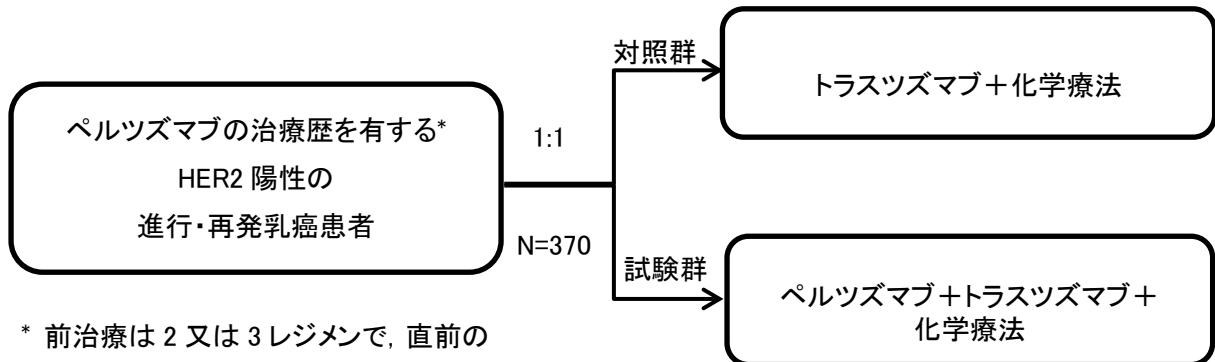 ペルツズマブの治療歴を有する*
HER2 陽性の
進行・再発乳癌患者
1:1
N=370
対照群
トラスツズマブ+化学療法
試験群
ペルツズマブ+トラスツズマブ+
化学療法
* 前治療は 2 又は 3 レジメンで, 直前の